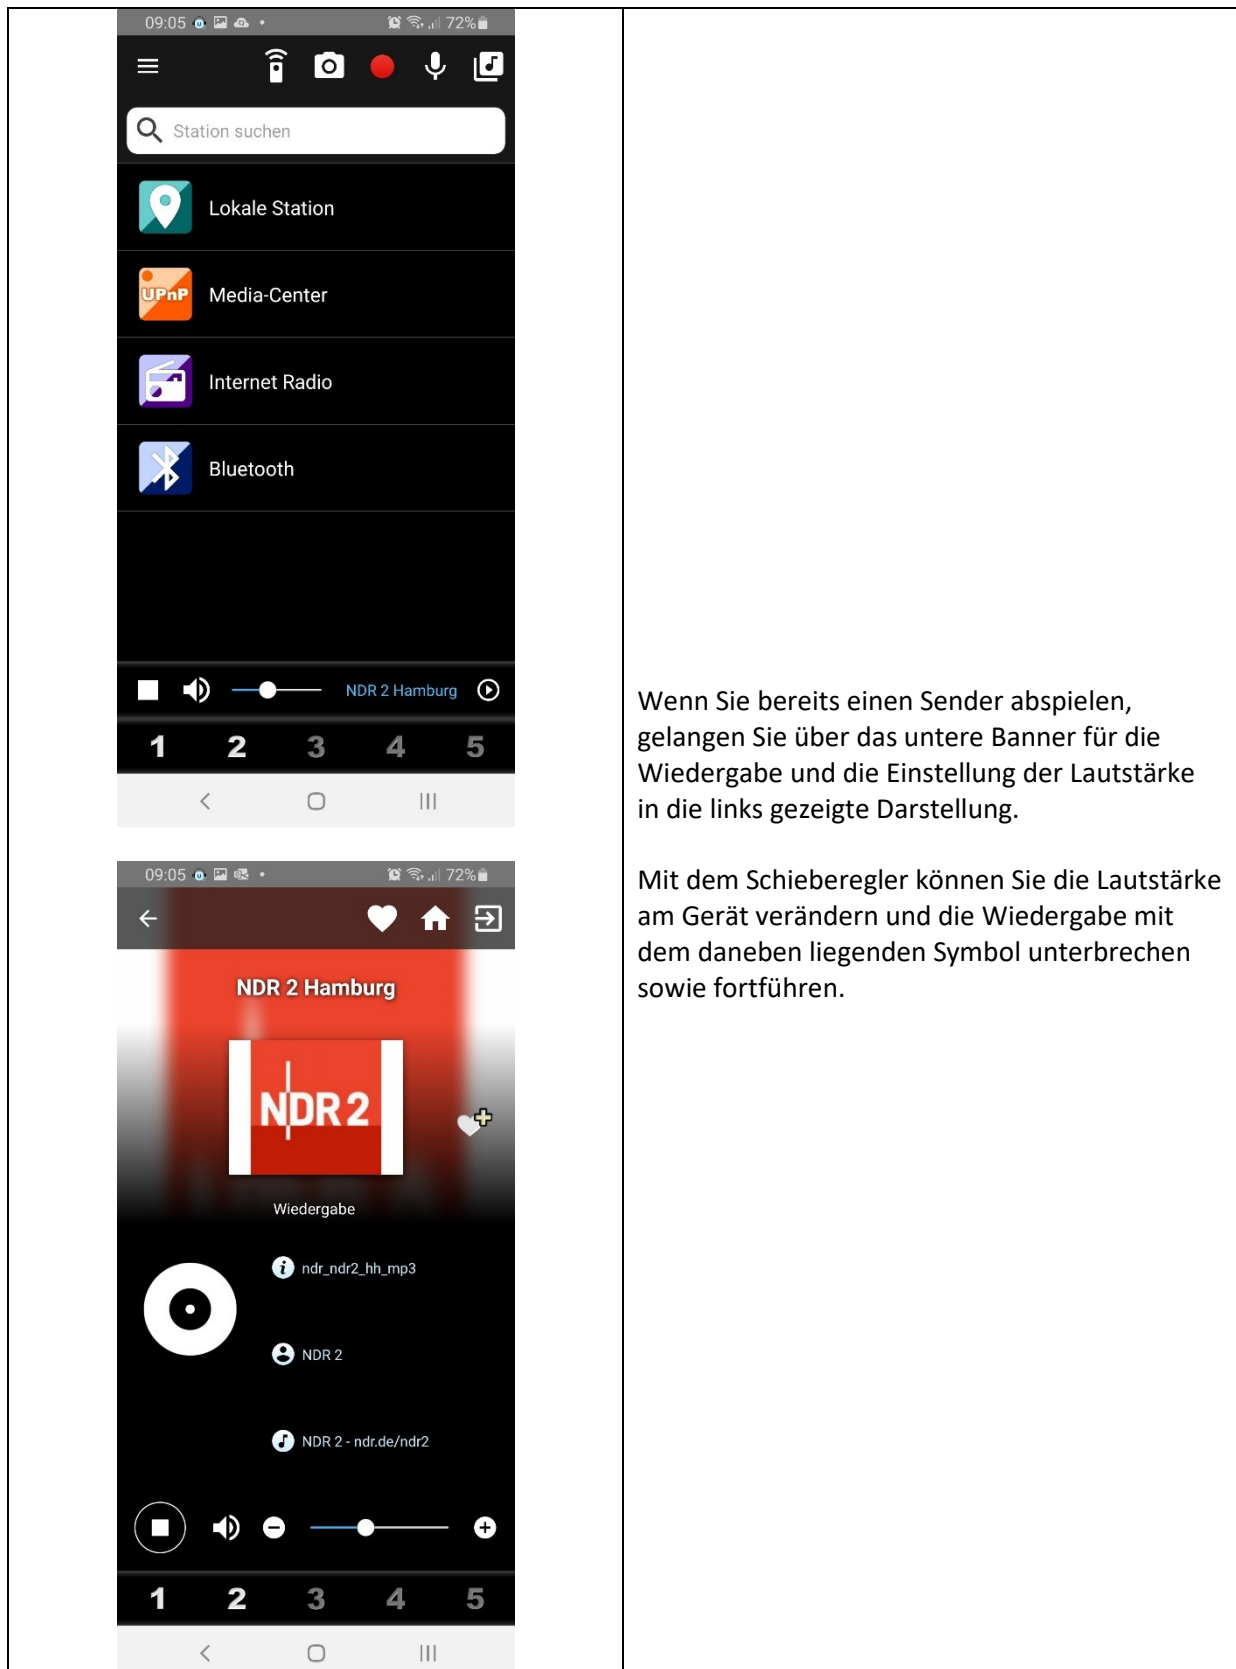 09:05
72%
Station suchen
Lokale Station
UPnP
Media-Center
Internet Radio
Bluetooth
NDR 2 Hamburg
1 2 3 4 5
Wenn Sie bereits einen Sender abspielen,
gelangen Sie über das untere Banner für die
Wiedergabe und die Einstellung der Lautstärke
in die links gezeigte Darstellung.
09:05
72%
Mit dem Schieberegler können Sie die Lautstärke
am Gerät verändern und die Wiedergabe mit
dem daneben liegenden Symbol unterbrechen
sowie fortführen.
NDR 2 Hamburg
NDR 2
Wiedergabe
ndr_ndr2_hh_mp3
NDR 2
NDR 2 - ndr.de/ndr2
1 2 3 4 5